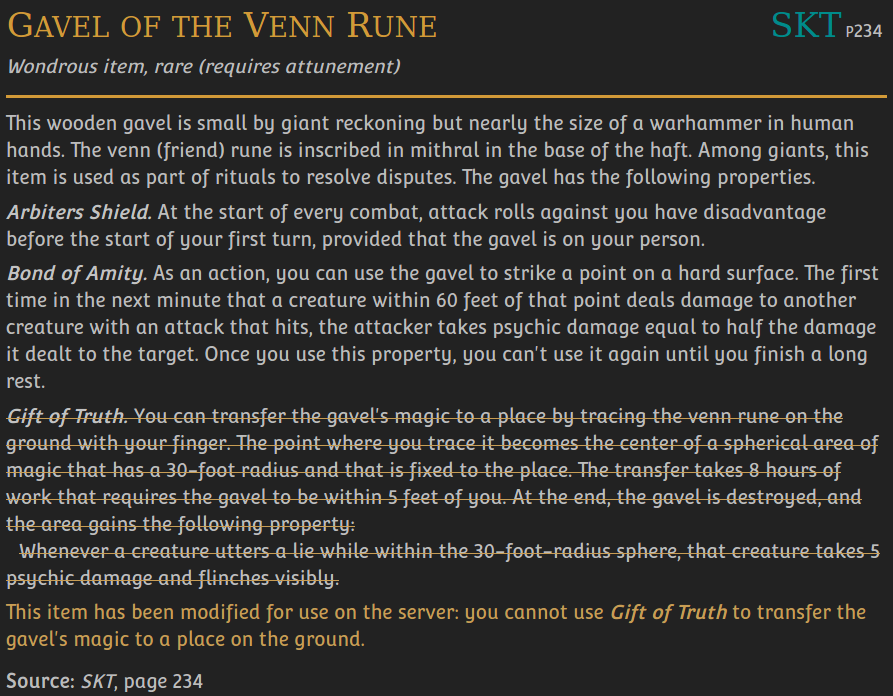 GAVEL OF THE VENN RUNE SKT P234
Wondrous item, rare (requires attunement)
This wooden gavel is small by giant reckoning but nearly the size of a warhammer in human
hands. The venn (friend) rune is inscribed in mithral in the base of the haft. Among giants, this
item is used as part of rituals to resolve disputes. The gavel has the following properties.
Arbiters Shield. At the start of every combat, attack rolls against you have disadvantage
before the start of your first turn, provided that the gavel is on your person.
Bond of Amity. As an action, you can use the gavel to strike a point on a hard surface. The first
time in the next minute that a creature within 60 feet of that point deals damage to another
creature with an attack that hits, the attacker takes psychic damage equal to half the damage
it dealt to the target. Once you use this property, you can't use it again until you finish a long
rest.
Gift of Truth. You can transfer the gavel's magic to a place by tracing the venn rune on the
ground with your finger. The point where you trace it becomes the center of a spherical area of
magic that has a 30-foot radius and that is fixed to the place. The transfer takes 8 hours of
work that requires the gavel to be within 5 feet of you. At the end, the gavel is destroyed, and
the area gains the following property:
Whenever a creature utters a lie while within the 30-foot-radius sphere, that creature takes 5
psychic damage and flinches visibly.
This item has been modified for use on the server: you cannot use Gift of Truth to transfer the
gavel's magic to a place on the ground.
Source: SKT, page 234